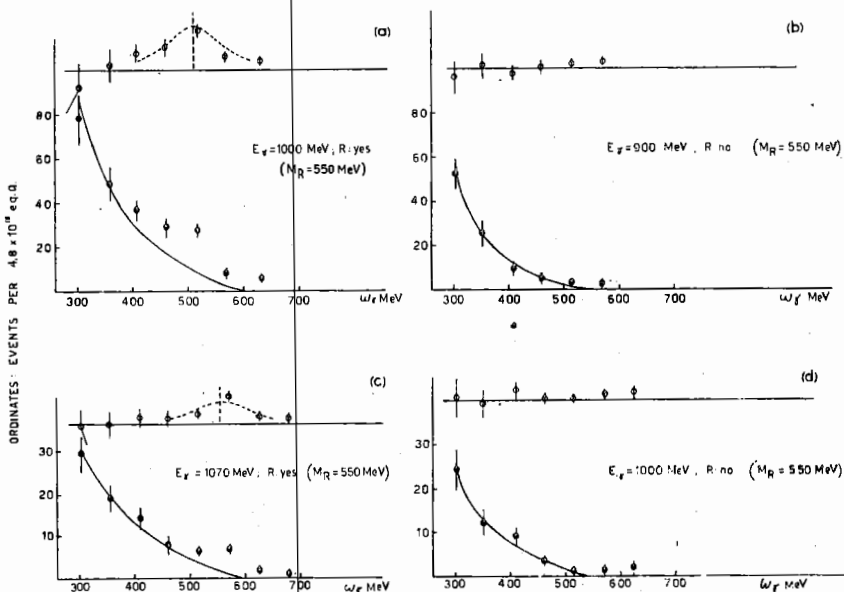 (a)
E_γ=1000 MeV; R: yes
(M_R=550 MeV)
80
60
40
20
300 400 500 600 700 ω_γ MeV
(b)
E_γ=900 MeV, R: no (M_R=550 MeV)
80
60
40
20
300 400 500 600 700 ω_γ MeV
ORDINATES: EVENTS PER 4,8 x 10¹² eq.Q.
(c)
E_γ=1070 MeV; R: yes (M_R=550 MeV)
30
20
10
300 400 500 600 700 ω_γ MeV
(d)
E_γ=1000 MeV, R: no (M_R=550 MeV)
30
20
10
300 400 500 600 700 ω_γ MeV